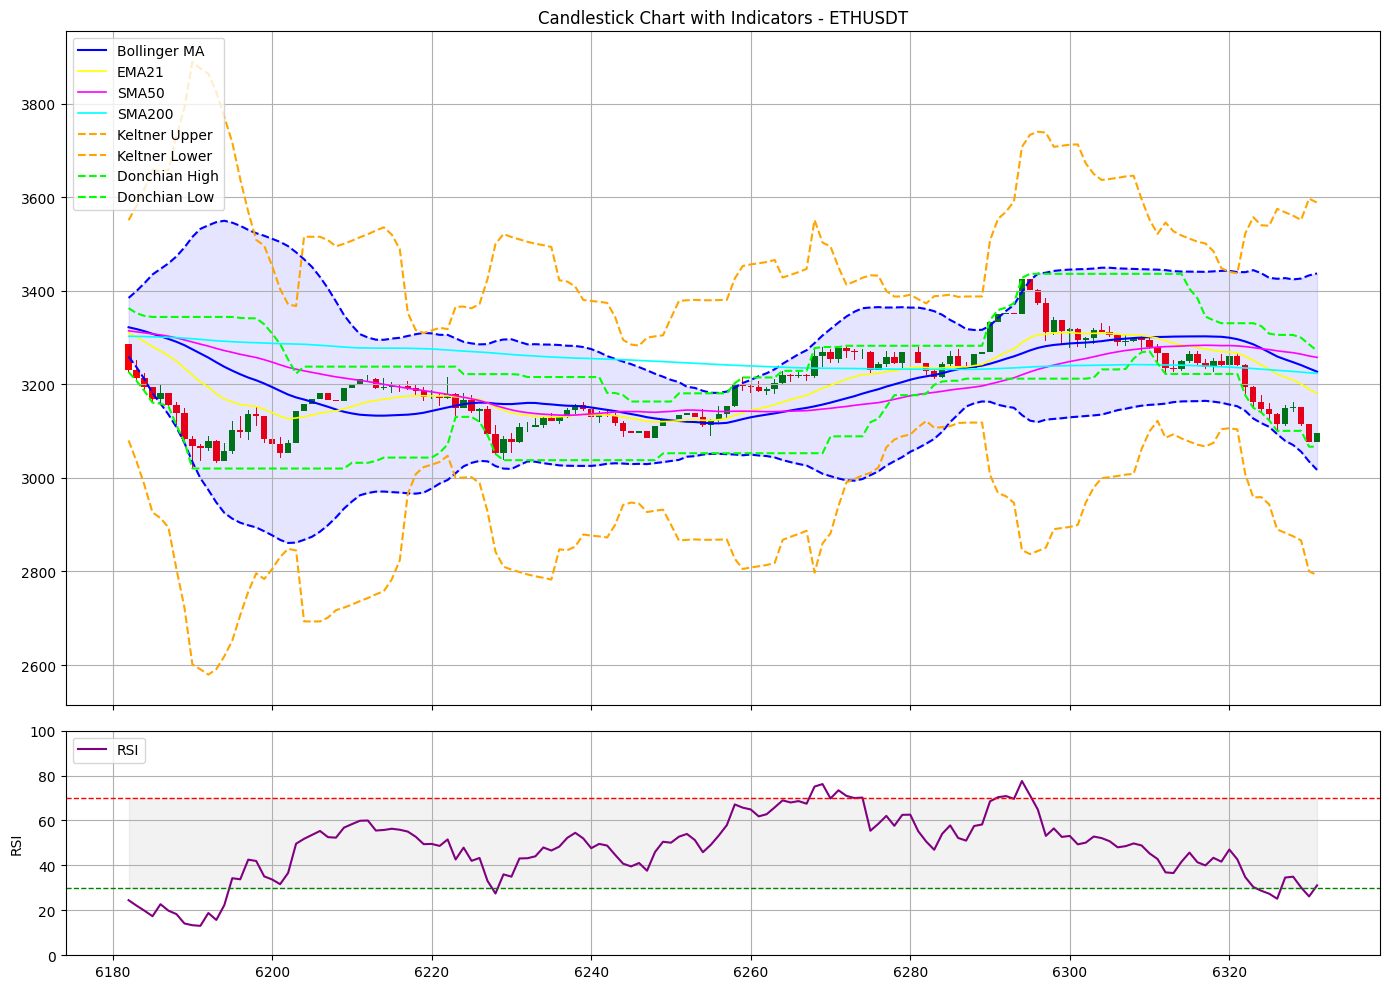 Candlestick Chart with Indicators - ETHUSDT
Bollinger MA
EMA21
SMA50
SMA200
Keltner Upper
Keltner Lower
Donchian High
Donchian Low
3800
3600
3400
3200
3000
2800
2600
RSI
100
80
60
40
20
0
RSI
6180 6200 6220 6240 6260 6280 6300 6320